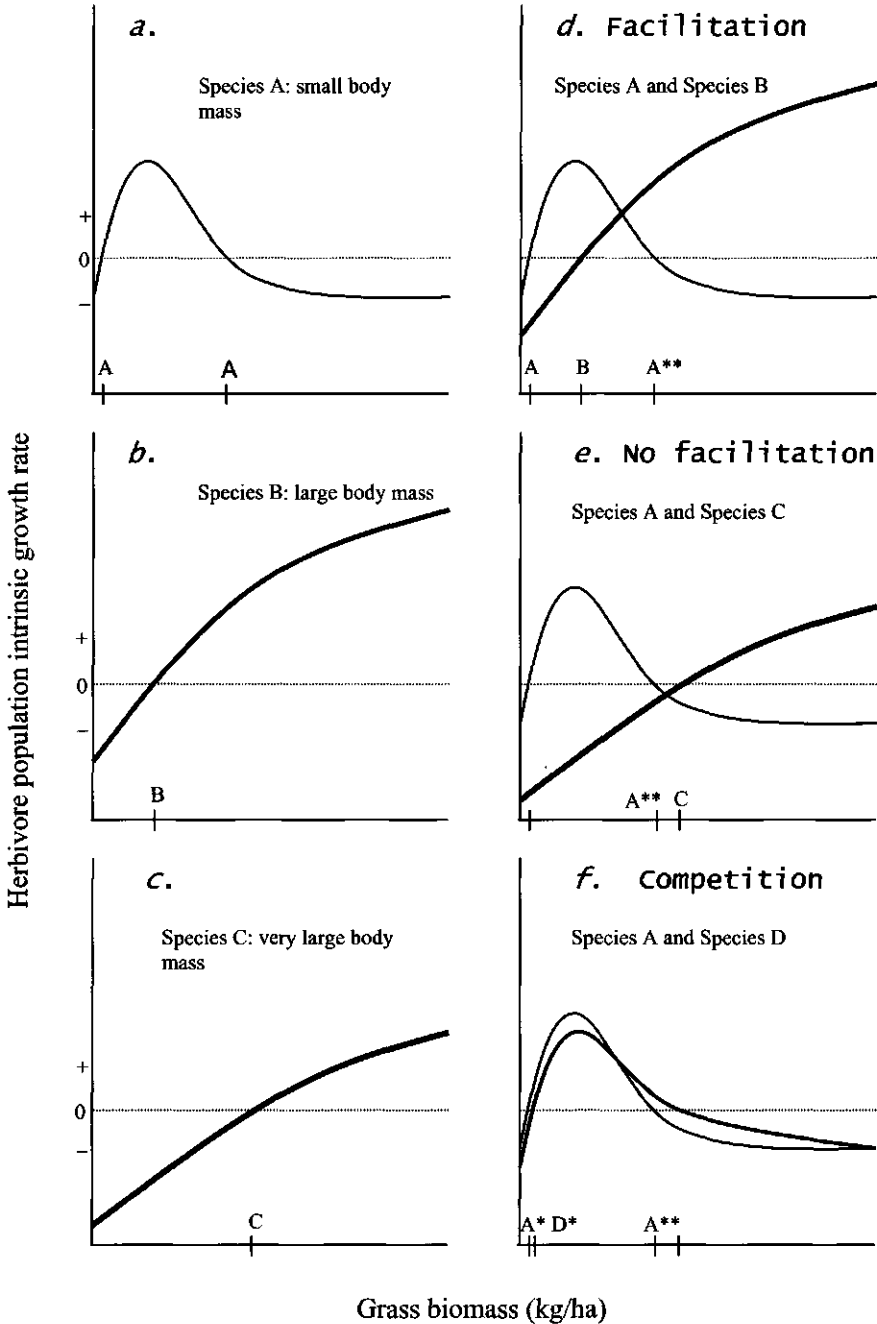 Herbivore population intrinsic growth rate
a.
Species A: small body
mass
+
0
−
A A
b.
Species B: large body mass
+
0
−
B
c.
Species C: very large body
mass
+
0
−
C
d. Facilitation
Species A and Species B
A B A**
e. No facilitation
Species A and Species C
A** C
f. Competition
Species A and Species D
A* D* A**
Grass biomass (kg/ha)